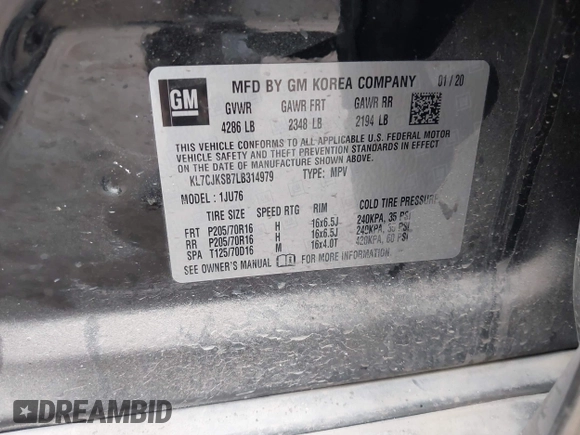 GM
MFD BY GM KOREA COMPANY 01/20
GVWR GAWR FRT GAWR RR
4286 LB 2348 LB 2194 LB
THIS VEHICLE CONFORMS TO ALL APPLICABLE U.S. FEDERAL MOTOR
VEHICLE SAFETY AND THEFT PREVENTION STANDARDS IN EFFECT
ON THE DATE OF MANUFACTURE SHOWN ABOVE.
KL7CJKSB7LB314979 TYPE: MPV
MODEL : 1JU76
TIRE SIZE SPEED RTG RIM COLD TIRE PRESSURE
FRT P205/70R16 H 16x6.5J 240KPA, 35 PSI
RR P205/70R16 H 16x6.5J 240KPA, 35 PSI
SPA T125/70D16 M 16x4.0T 420KPA, 60 PSI
SEE OWNER'S MANUAL FOR MORE INFORMATION.
DREAMBID